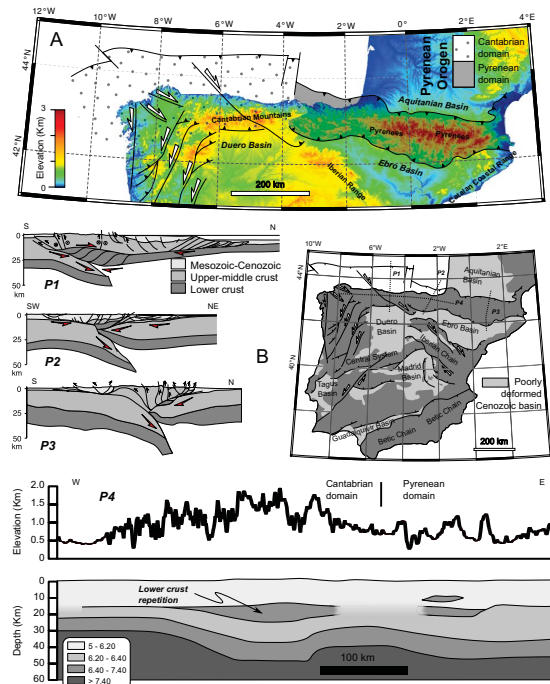 10°W
8°W
6°W
4°W
2°W
0°
2°E
4°E
A
44°N
42°N
Pyrenean
Orogen
Cantabrian
domain
Pyrenean
domain
Elevation (Km)
3
0
Aquitanian Basin
Cantabrian Mountains
Pyrenees
Pyrenees
Duero Basin
Ebro Basin
Iberian Range
Catalan Coastal Range
200 km
S
N
0
25
50
km
P1
Mesozoic-Cenozoic
Upper-middle crust
Lower crust
SW
NE
0
25
50
km
P2
S
N
0
25
50
km
P3
10°W
6°W
2°W
2°E
44°N
40°N
P1
P2
P4
P3
Aquitanian
Basin
Duero
Basin
Ebro Basin
Iberian Chain
Central System
Madrid
Basin
Tagus
Basin
Guadalquivir Basin
Betic Chain
Betic Chain
B
Poorly
deformed
Cenozoic basin
200 km
W
P4
Cantabrian
domain
Pyrenean
domain
E
Elevation (Km)
2.0
1.5
1.0
0.5
0
Lower crust
repetition
Depth (Km)
0
10
20
30
40
50
60
5 - 6.20
6.20 - 6.40
6.40 - 7.40
> 7.40
100 km